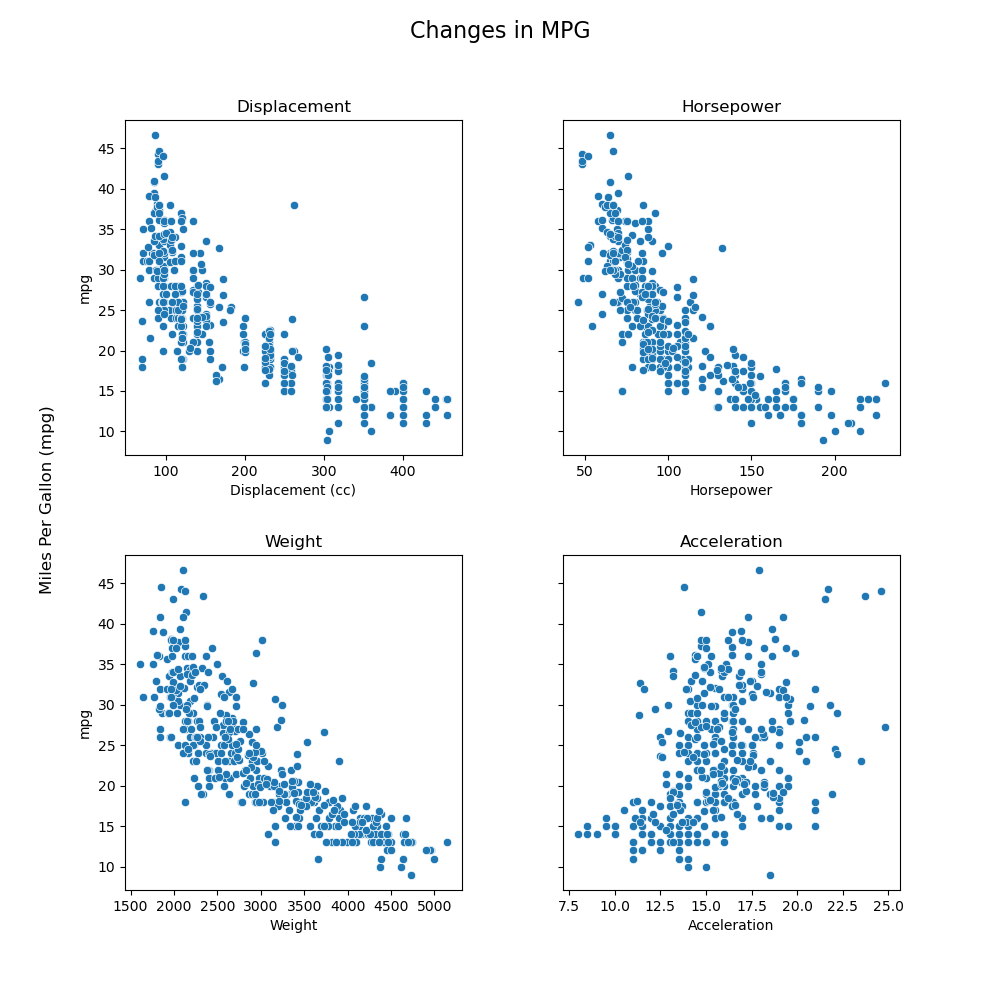 Changes in MPG
Displacement
45
40
35
30
25
20
15
10
mpg
100 200 300 400
Displacement (cc)
Horsepower
50 100 150 200
Horsepower
Miles Per Gallon (mpg)
Weight
45
40
35
30
25
20
15
10
mpg
1500 2000 2500 3000 3500 4000 4500 5000
Weight
Acceleration
7.5 10.0 12.5 15.0 17.5 20.0 22.5 25.0
Acceleration